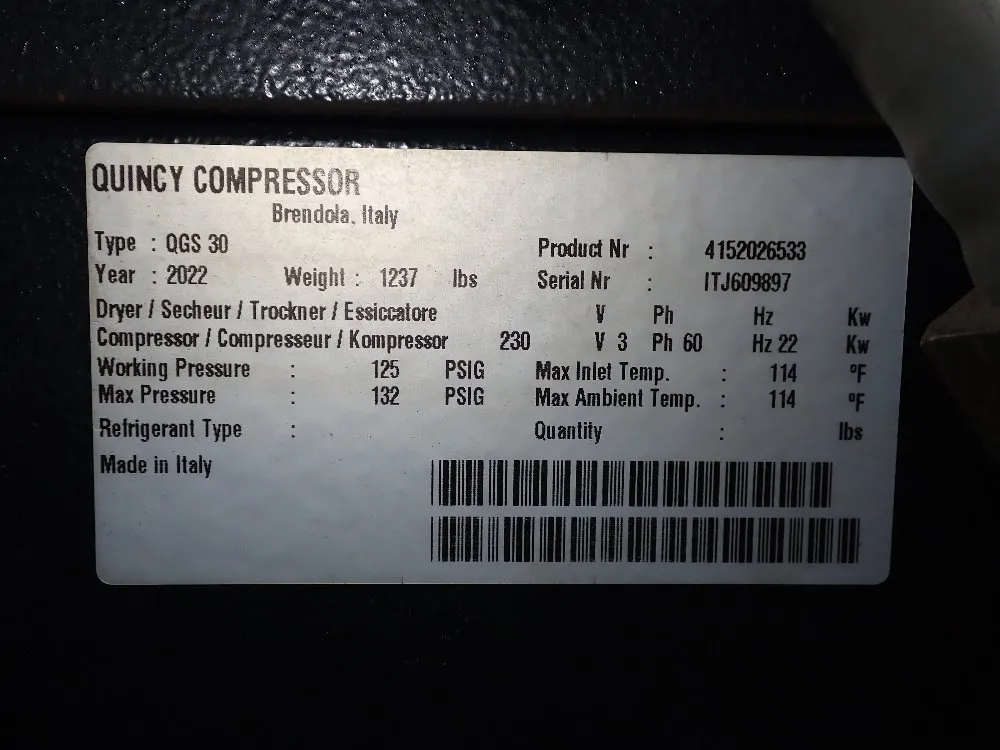 QUINCY COMPRESSOR
Brendola, Italy
Type : QGS 30 Product Nr : 4152026533
Year : 2022 Weight : 1237 lbs Serial Nr : ITJ609897
Dryer / Secheur / Trockner / Essiccatore V Ph Hz Kw
Compressor / Compresseur / Kompressor 230 V 3 Ph 60 Hz 22 Kw
Working Pressure : 125 PSIG Max Inlet Temp. : 114 °F
Max Pressure : 132 PSIG Max Ambient Temp. : 114 °F
Refrigerant Type : Quantity : lbs
Made in Italy